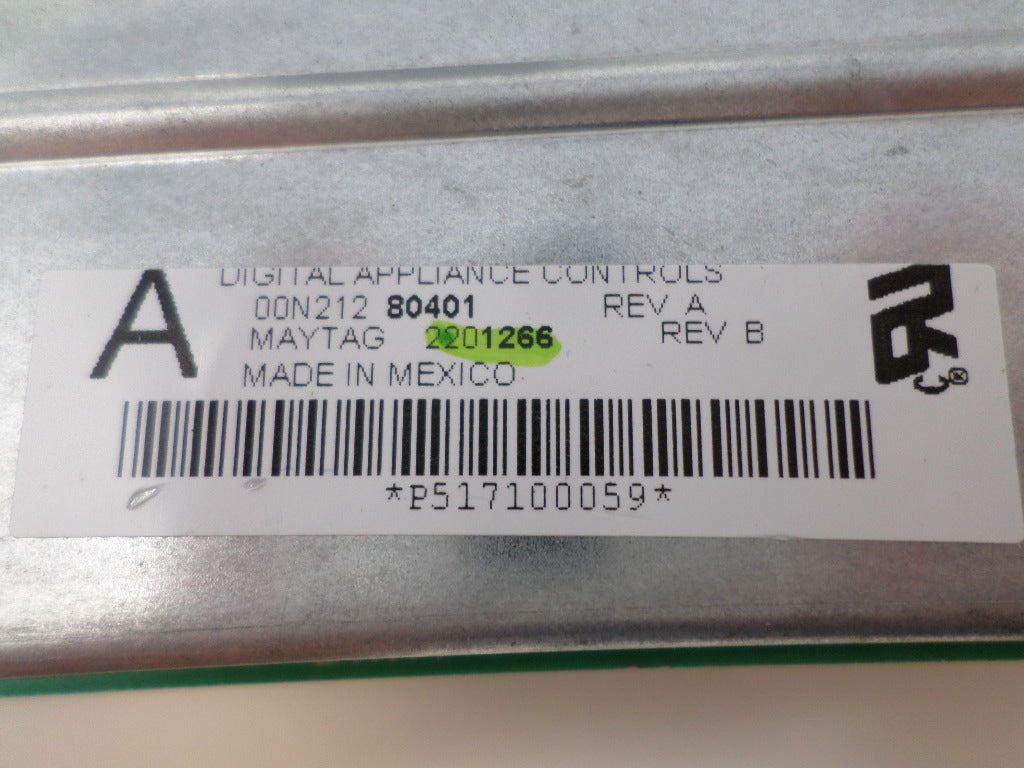 A
DIGITAL APPLIANCE CONTROLS
00N212 80401 REV A
MAYTAG 2201266 REV B
MADE IN MEXICO
*P517100059*
®